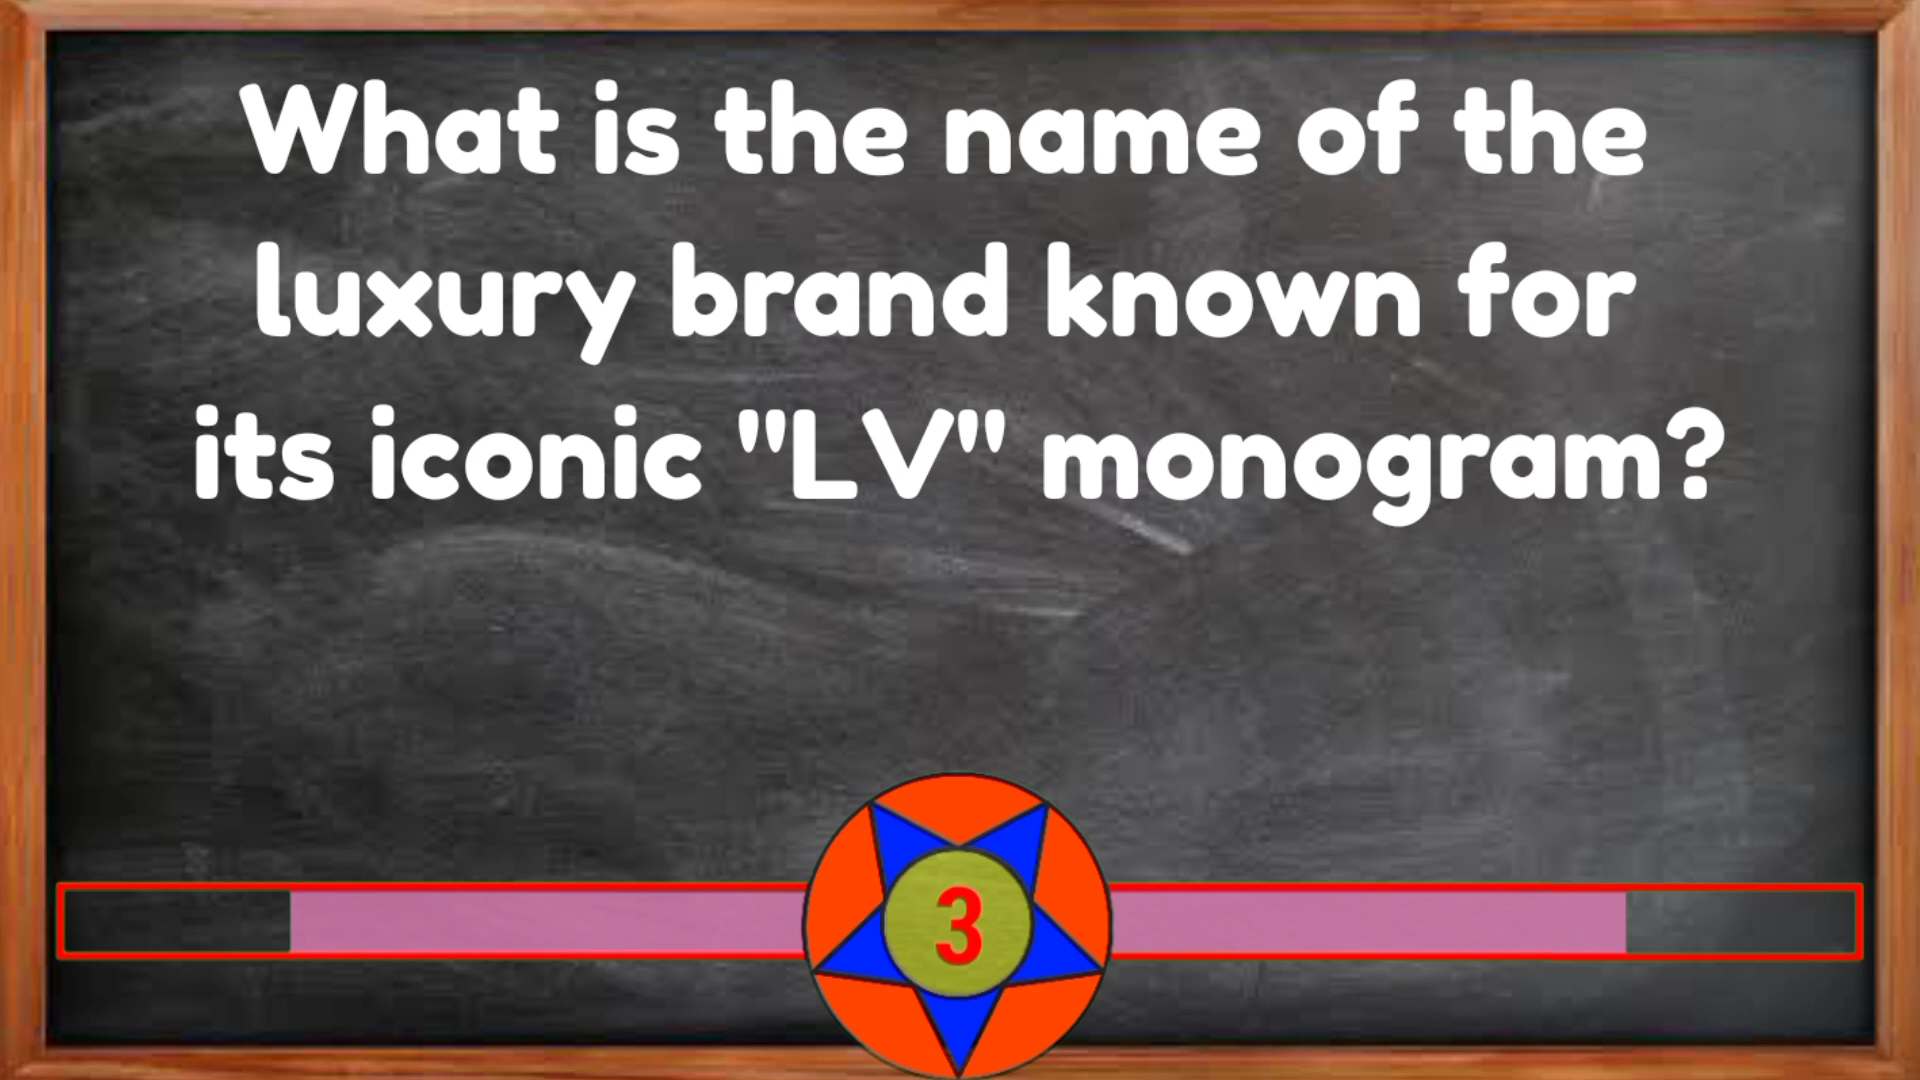 What is the name of the
luxury brand known for
its iconic "LV" monogram?
3